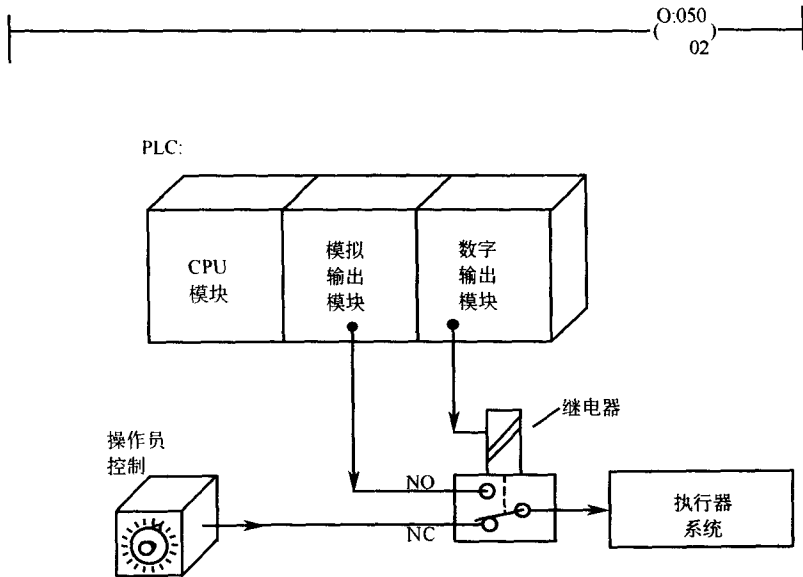 O:050
02
PLC:
CPU
模块
模拟
输出
模块
数字
输出
模块
继电器
操作员
控制
NO
NC
执行器
系统